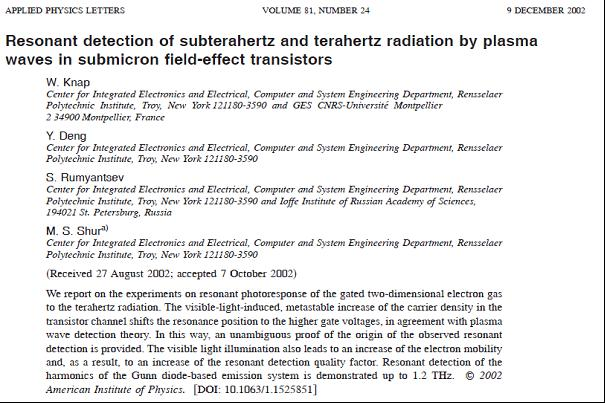 APPLIED PHYSICS LETTERS VOLUME 81, NUMBER 24 9 DECEMBER 2002
Resonant detection of subterahertz and terahertz radiation by plasma
waves in submicron field-effect transistors
W. Knap
Center for Integrated Electronics and Electrical, Computer and System Engineering Department, Rensselaer
Polytechnic Institute, Troy, New York 121180-3590 and GES CNRS-Université Montpellier
2 34900 Montpellier, France
Y. Deng
Center for Integrated Electronics and Electrical, Computer and System Engineering Department, Rensselaer
Polytechnic Institute, Troy, New York 121180-3590
S. Rumyantsev
Center for Integrated Electronics and Electrical, Computer and System Engineering Department, Rensselaer
Polytechnic Institute, Troy, New York 121180-3590 and Ioffe Institute of Russian Academy of Sciences,
194021 St. Petersburg, Russia
M. S. Shur a)
Center for Integrated Electronics and Electrical, Computer and System Engineering Department, Rensselaer
Polytechnic Institute, Troy, New York 121180-3590
(Received 27 August 2002; accepted 7 October 2002)
We report on the experiments on resonant photoresponse of the gated two-dimensional electron gas
to the terahertz radiation. The visible-light-induced, metastable increase of the carrier density in the
transistor channel shifts the resonance position to the higher gate voltages, in agreement with plasma
wave detection theory. In this way, an unambiguous proof of the origin of the observed resonant
detection is provided. The visible light illumination also leads to an increase of the electron mobility
and, as a result, to an increase of the resonant detection quality factor. Resonant detection of the
harmonics of the Gunn diode-based emission system is demonstrated up to 1.2 THz. © 2002
American Institute of Physics. [DOI: 10.1063/1.1525851]